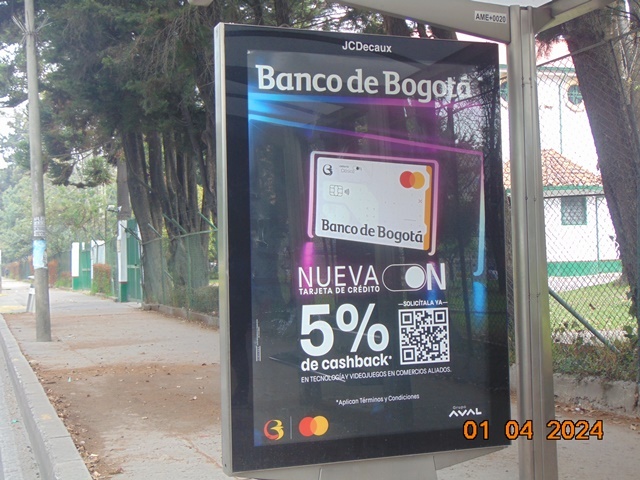 AME+0020
JCDecaux
Banco de Bogotá
Banco de Bogotá
NUEVA ON
TARJETA DE CRÉDITO
SOLICÍTALA YA
5%
de cashback*
EN TECNOLOGÍA Y VIDEOJUEGOS EN COMERCIOS ALIADOS.
*Aplican Términos y Condiciones
AVAL
01 04 2024